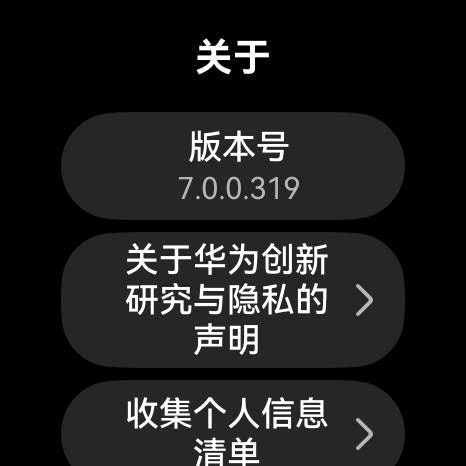 关于
版本号
7.0.0.319
关于华为创新
研究与隐私的
声明
收集个人信息
清单